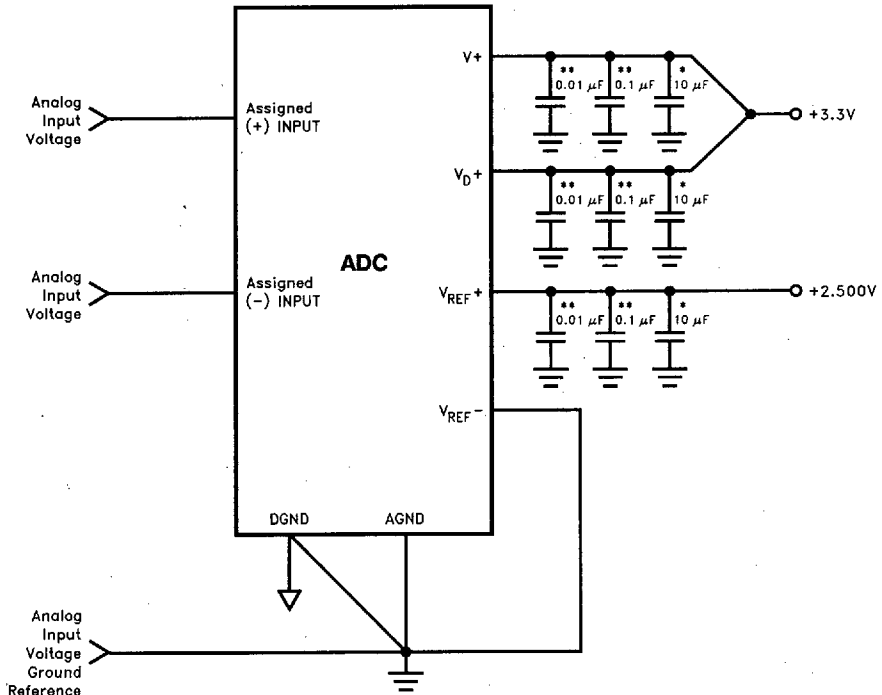 Analog
Input
Voltage
Assigned
(+) INPUT
Analog
Input
Voltage
Assigned
(-) INPUT
ADC
V+
** 0.01 µF
** 0.1 µF
* 10 µF
+3.3V
VD+
** 0.01 µF
** 0.1 µF
* 10 µF
VREF+
** 0.01 µF
** 0.1 µF
* 10 µF
+2.500V
VREF-
DGND
AGND
Analog
Input
Voltage
Ground
Reference